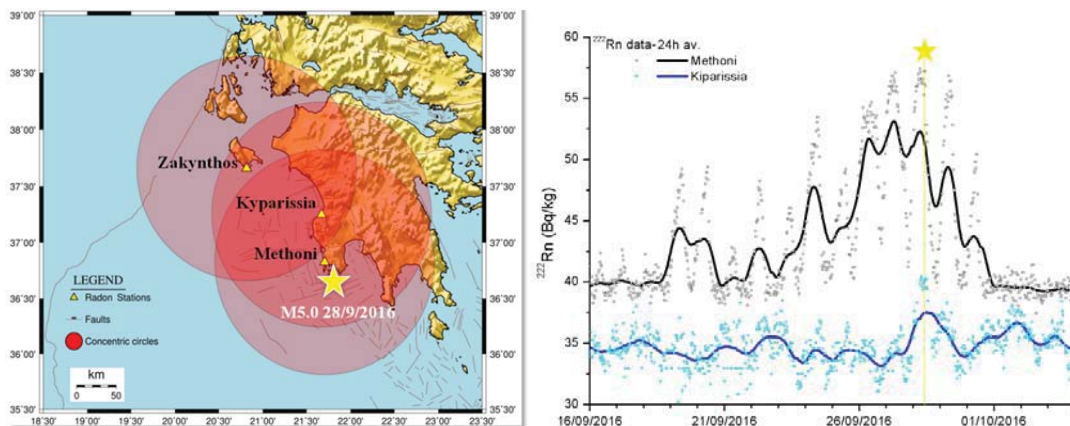 39°00'
38°30'
38°00'
37°30'
37°00'
36°30'
36°00'
35°30'
39°00'
38°30'
38°00'
37°30'
37°00'
36°30'
36°00'
35°30'
18°30' 19°00' 19°30' 20°00' 20°30' 21°00' 21°30' 22°00' 22°30' 23°00' 23°30'
Zakynthos
Kyparissia
Methoni
M5.0 28/9/2016
LEGEND
Radon Stations
Faults
Concentric circles
km
0 50
²²²Rn data-24h av.
Methoni
Kiparissia
²²²Rn (Bq/kg)
60
55
50
45
40
35
30
16/09/2016 21/09/2016 26/09/2016 01/10/2016